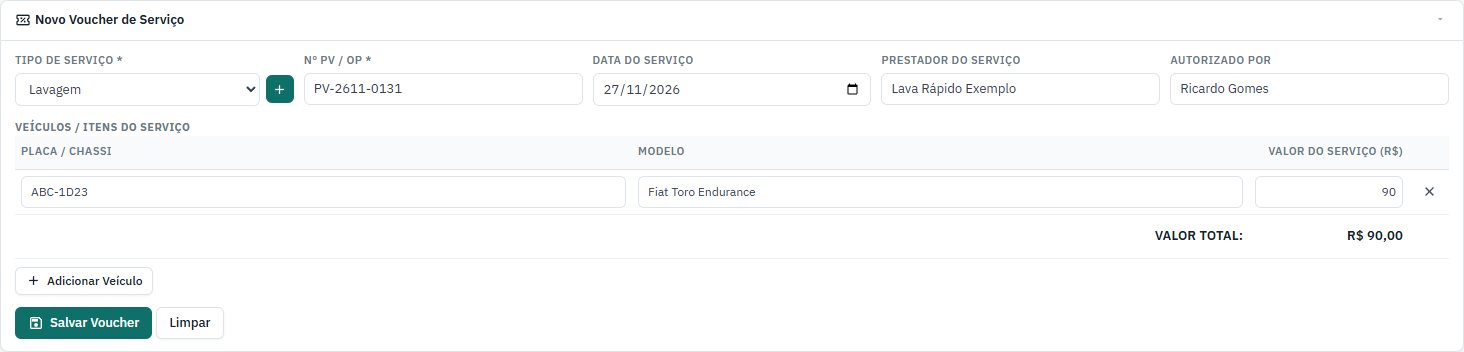 Novo Voucher de Serviço
TIPO DE SERVIÇO * Nº PV / OP * DATA DO SERVIÇO PRESTADOR DO SERVIÇO AUTORIZADO POR
Lavagem + PV-2611-0131 27/11/2026 Lava Rápido Exemplo Ricardo Gomes
VEÍCULOS / ITENS DO SERVIÇO
PLACA / CHASSI MODELO VALOR DO SERVIÇO (R$)
ABC-1D23 Fiat Toro Endurance 90 ×
VALOR TOTAL: R$ 90,00
+ Adicionar Veículo
Salvar Voucher Limpar